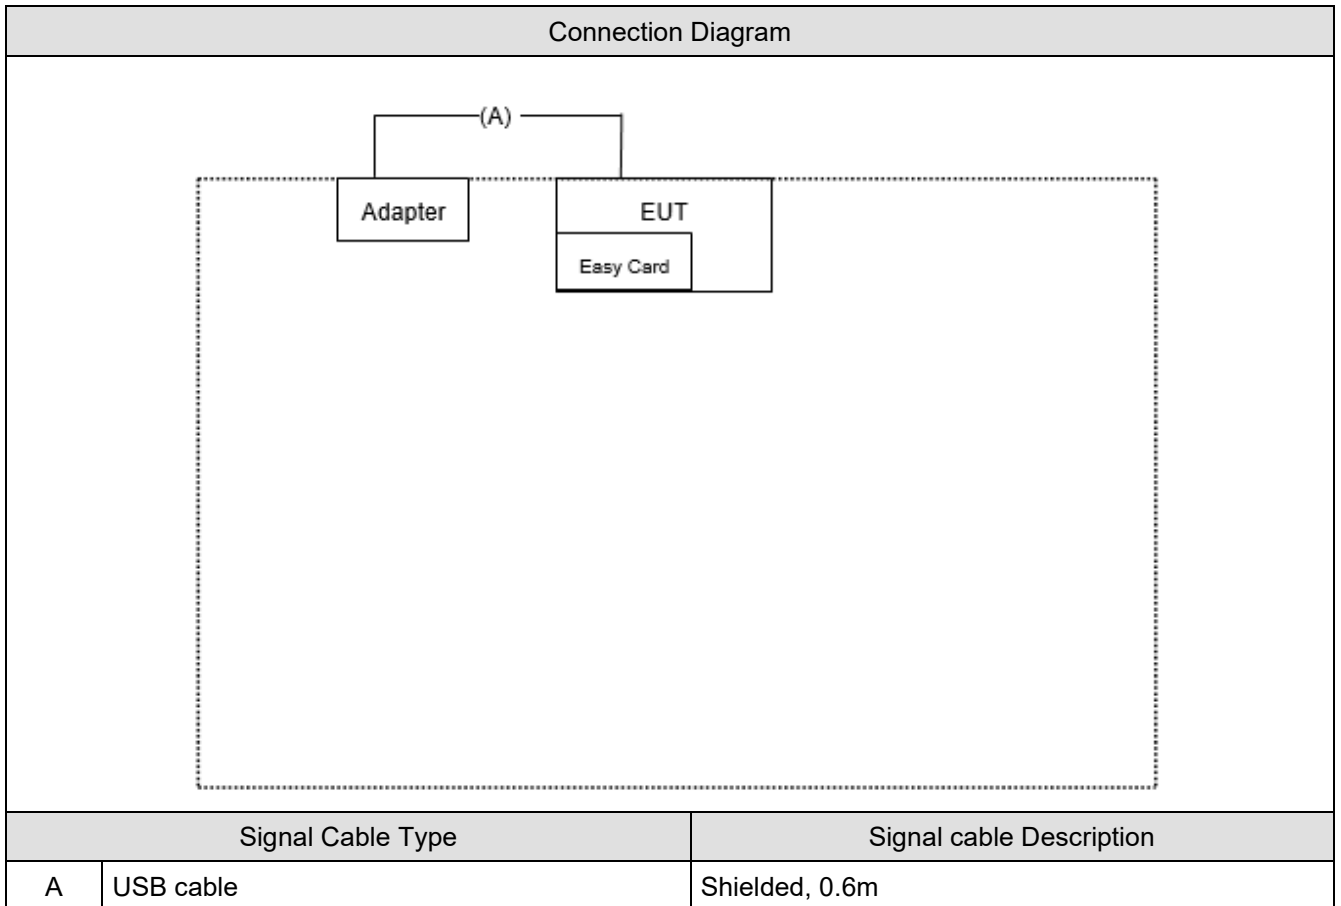 Connection Diagram
(A)
Adapter
EUT
Easy Card
Signal Cable Type
Signal cable Description
A
USB cable
Shielded, 0.6m